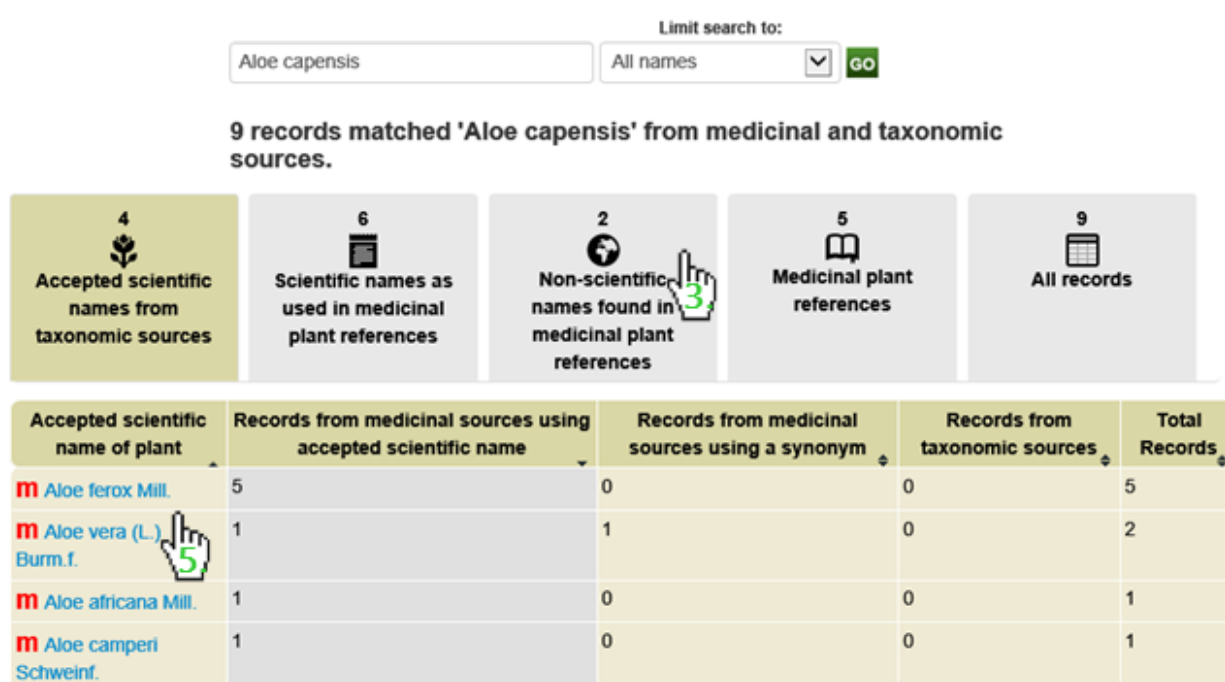 Limit search to:
Aloe capensis All names GO
9 records matched 'Aloe capensis' from medicinal and taxonomic
sources.
4
Accepted scientific
names from
taxonomic sources
6
Scientific names as
used in medicinal
plant references
2
Non-scientific
names found in
medicinal plant
references
3.
5
Medicinal plant
references
9
All records
Accepted scientific
name of plant
Records from medicinal sources using
accepted scientific name
Records from medicinal
sources using a synonym
Records from
taxonomic sources
Total
Records
m Aloe ferox Mill. 5 0 0 5
m Aloe vera (L.) 1 1 0 2
Burm.f.
5.
m Aloe africana Mill. 1 0 0 1
m Aloe camperi 1 0 0 1
Schweinf.